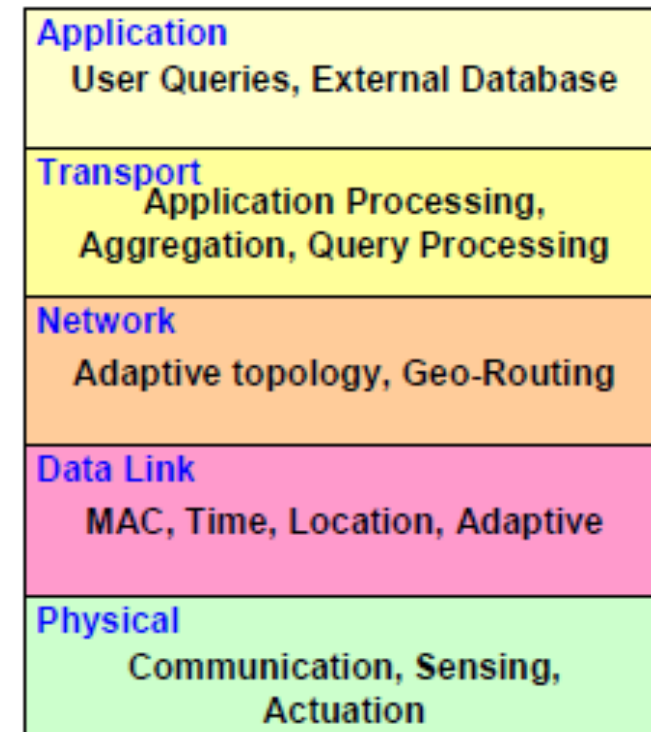 Application
User Queries, External Database
Transport
Application Processing,
Aggregation, Query Processing
Network
Adaptive topology, Geo-Routing
Data Link
MAC, Time, Location, Adaptive
Physical
Communication, Sensing,
Actuation